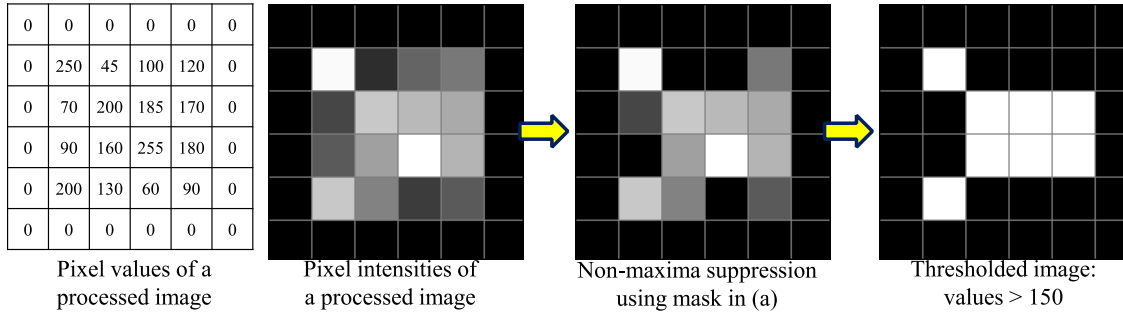 0 0 0 0 0 0
0 250 45 100 120 0
0 70 200 185 170 0
0 90 160 255 180 0
0 200 130 60 90 0
0 0 0 0 0 0
Pixel values of a
processed image
Pixel intensities of
a processed image
Non-maxima suppression
using mask in (a)
Thresholded image:
values > 150